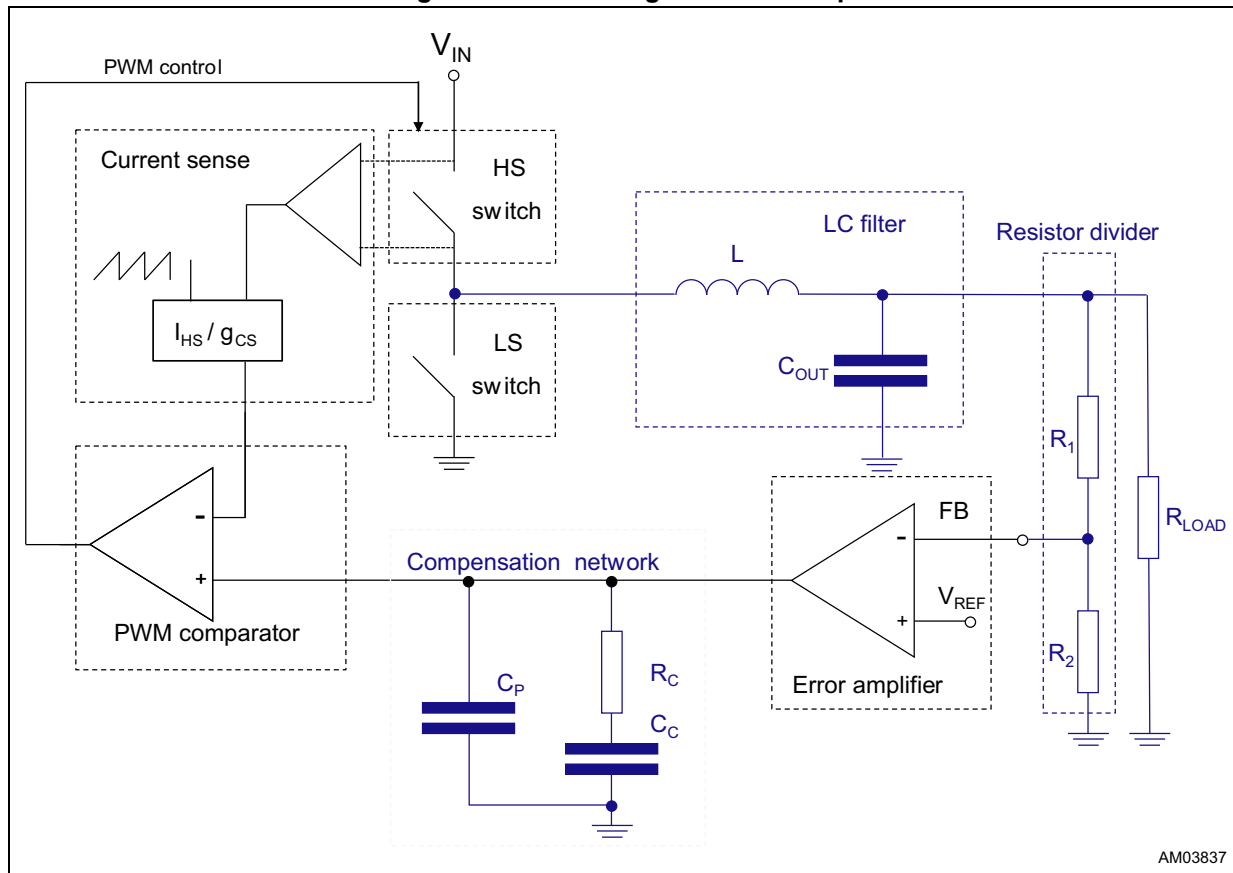 V_IN
PWM control
Current sense
HS
switch
LC filter
Resistor divider
L
I_HS / g_CS
LS
switch
C_OUT
R_1
FB
R_LOAD
-
-
Compensation network
+
V_REF
+
PWM comparator
R_2
C_P
R_C
Error amplifier
C_C
AM03837